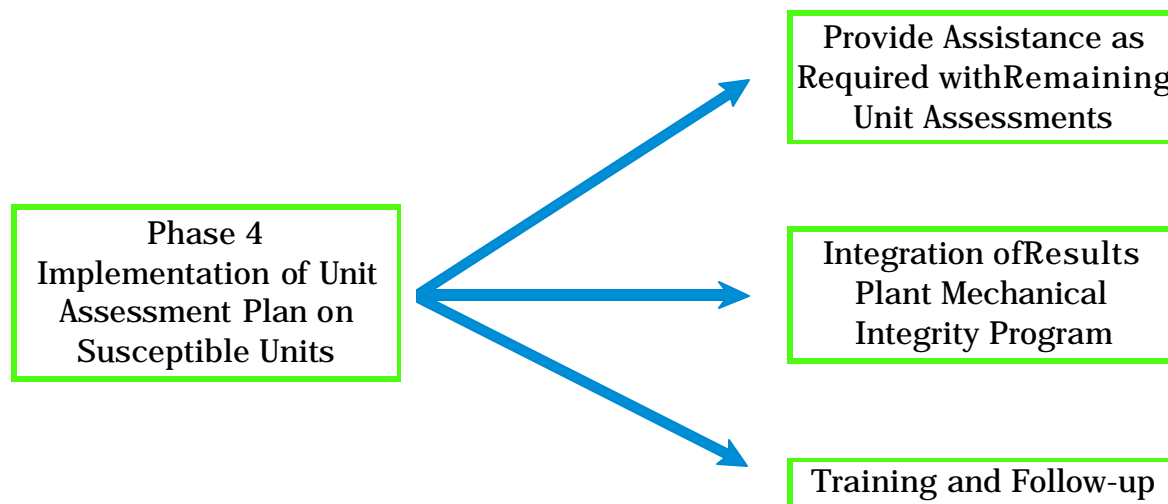 Provide Assistance as
Required withRemaining
Unit Assessments
Phase 4
Implementation of Unit
Assessment Plan on
Susceptible Units
Integration ofResults
Plant Mechanical
Integrity Program
Training and Follow-up